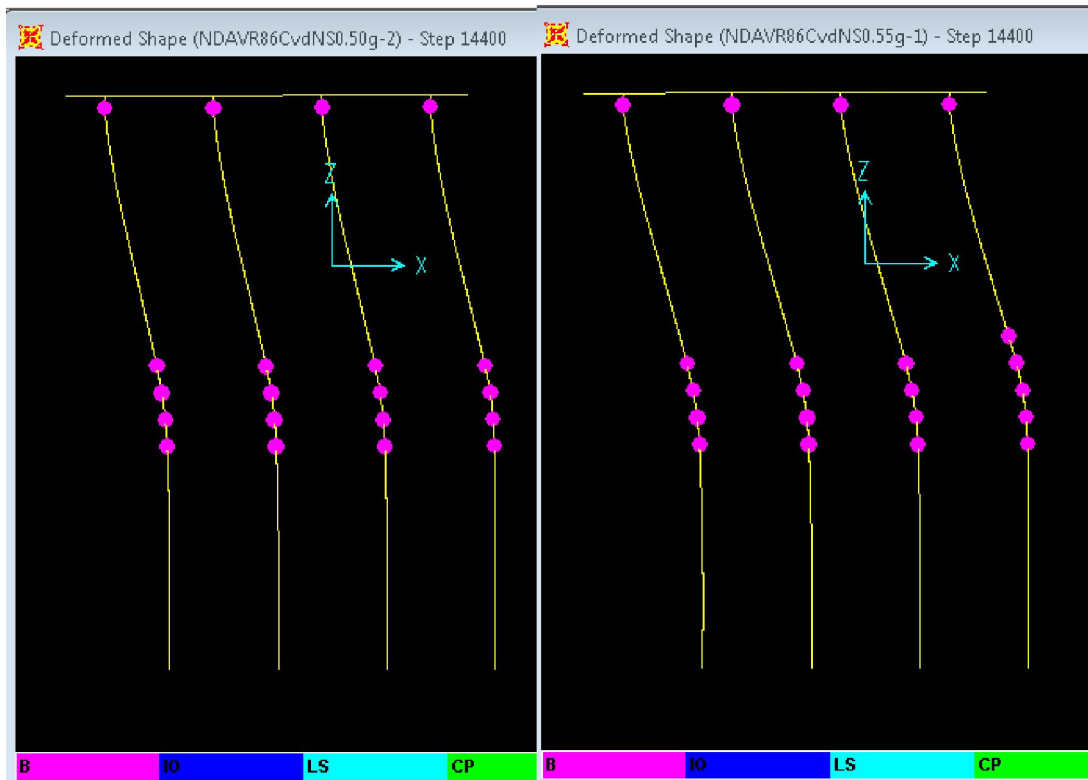 Deformed Shape (NDAVR86CvdNS0.50g-2) - Step 14400
Z
X
B IO LS CP
Deformed Shape (NDAVR86CvdNS0.55g-1) - Step 14400
Z
X
B IO LS CP